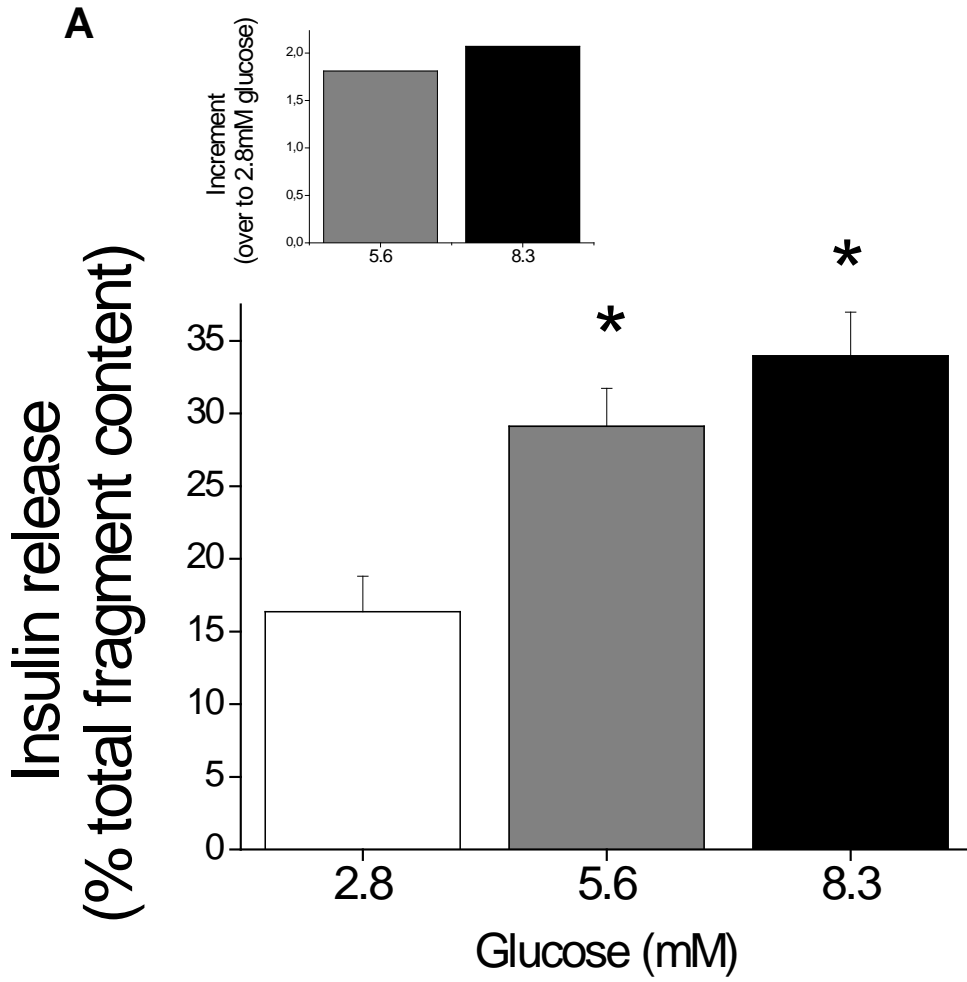 A
Increment
(over to 2.8mM glucose)
2,0
1,5
1,0
0,5
0,0
5.6 8.3
Insulin release
(% total fragment content)
35
30
25
20
15
10
5
0
* *
2.8 5.6 8.3
Glucose (mM)